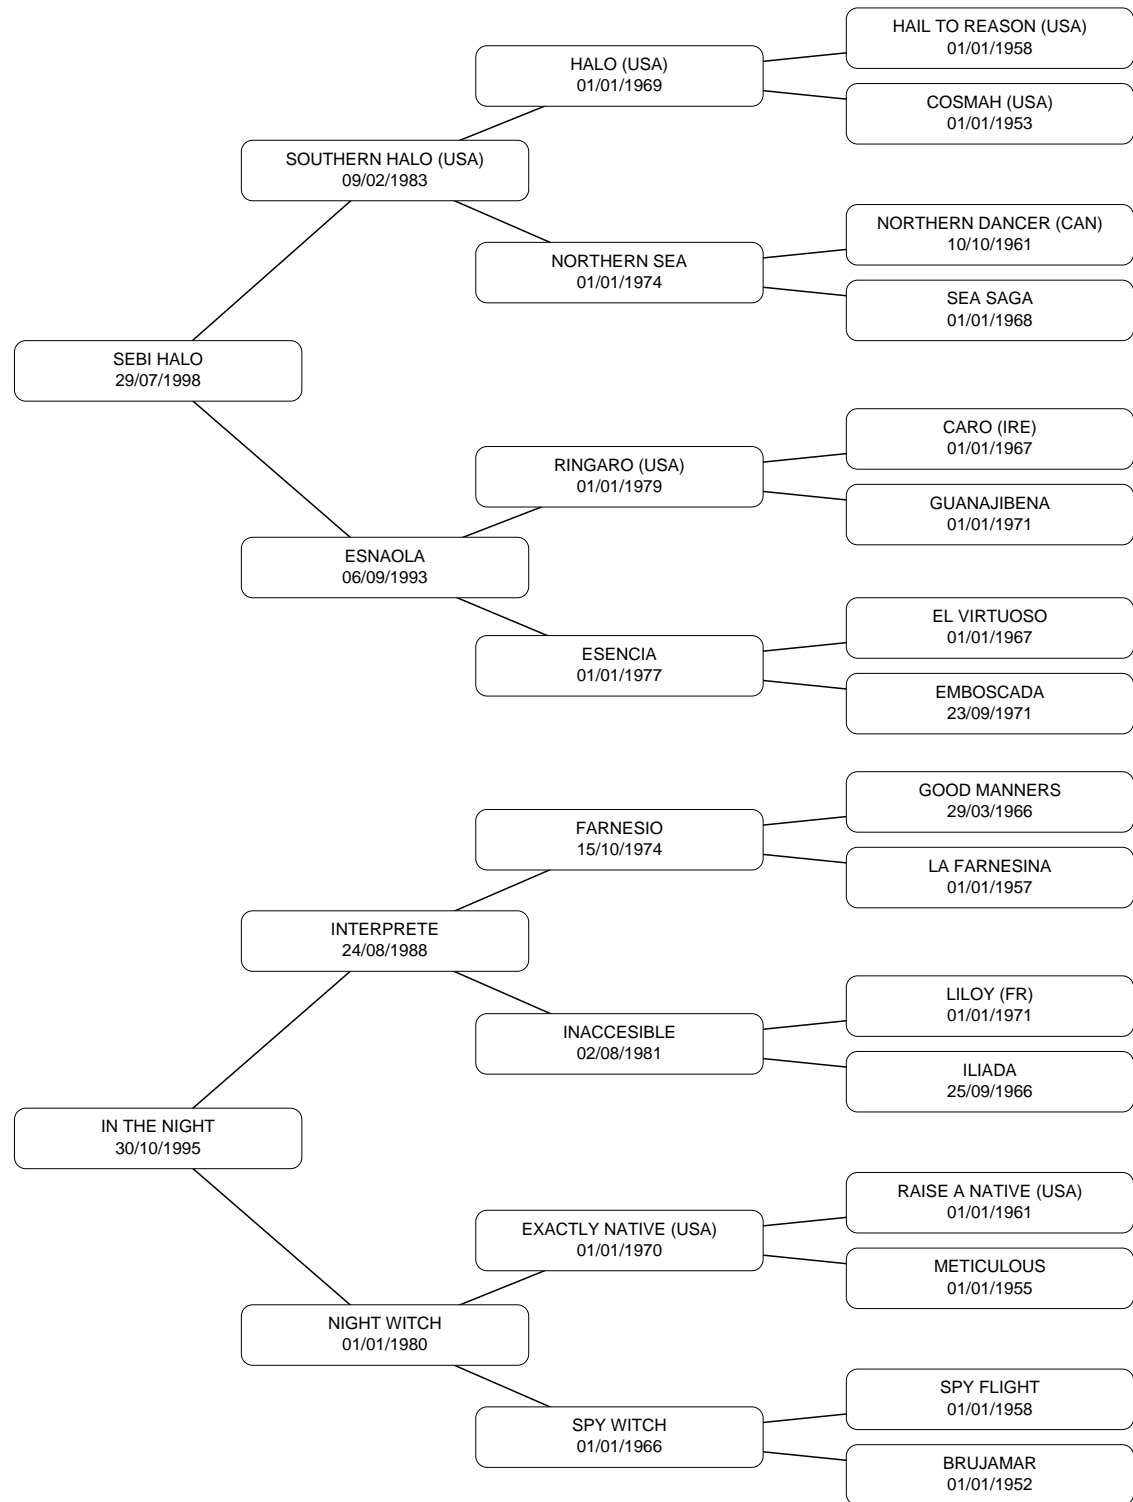 HAIL TO REASON (USA)
01/01/1958
HALO (USA)
01/01/1969
COSMAH (USA)
01/01/1953
SOUTHERN HALO (USA)
09/02/1983
NORTHERN DANCER (CAN)
10/10/1961
NORTHERN SEA
01/01/1974
SEA SAGA
01/01/1968
SEBI HALO
29/07/1998
CARO (IRE)
01/01/1967
RINGARO (USA)
01/01/1979
GUANAJIBENA
01/01/1971
ESNAOLA
06/09/1993
EL VIRTUOSO
01/01/1967
ESENCIA
01/01/1977
EMBOSCADA
23/09/1971
GOOD MANNERS
29/03/1966
FARNESIO
15/10/1974
LA FARNESINA
01/01/1957
INTERPRETE
24/08/1988
LILOY (FR)
01/01/1971
INACCESIBLE
02/08/1981
ILIADA
25/09/1966
IN THE NIGHT
30/10/1995
RAISE A NATIVE (USA)
01/01/1961
EXACTLY NATIVE (USA)
01/01/1970
METICULOUS
01/01/1955
NIGHT WITCH
01/01/1980
SPY FLIGHT
01/01/1958
SPY WITCH
01/01/1966
BRUJAMAR
01/01/1952